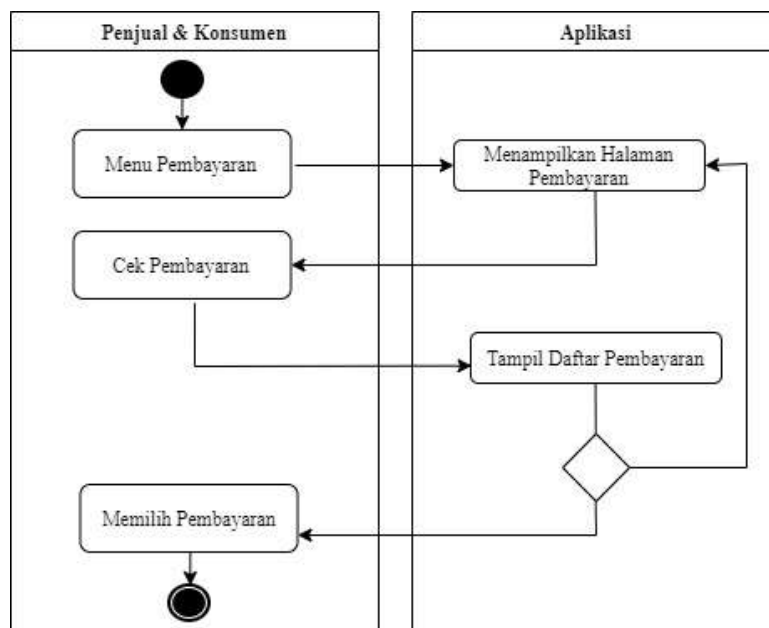 Penjual & Konsumen
Aplikasi
Menu Pembayaran
Menampilkan Halaman
Pembayaran
Cek Pembayaran
Tampil Daftar Pembayaran
Memilih Pembayaran